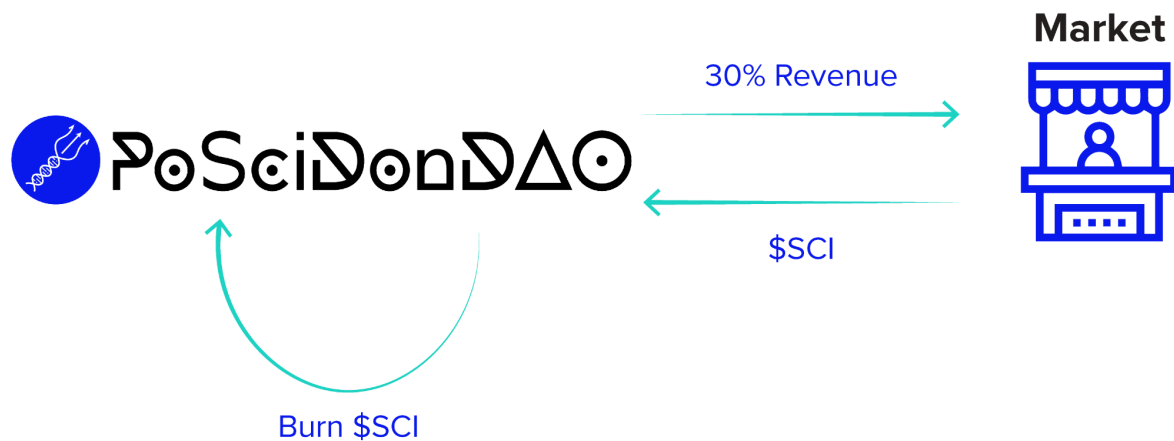 Market
30% Revenue
PoSciDonDAO
$SCI
Burn $SCI